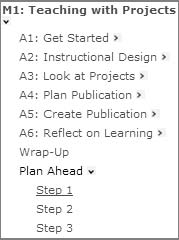 M1: Teaching with Projects
A1: Get Started
A2: Instructional Design
A3: Look at Projects
A4: Plan Publication
A5: Create Publication
A6: Reflect on Learning
Wrap-Up
Plan Ahead
Step 1
Step 2
Step 3